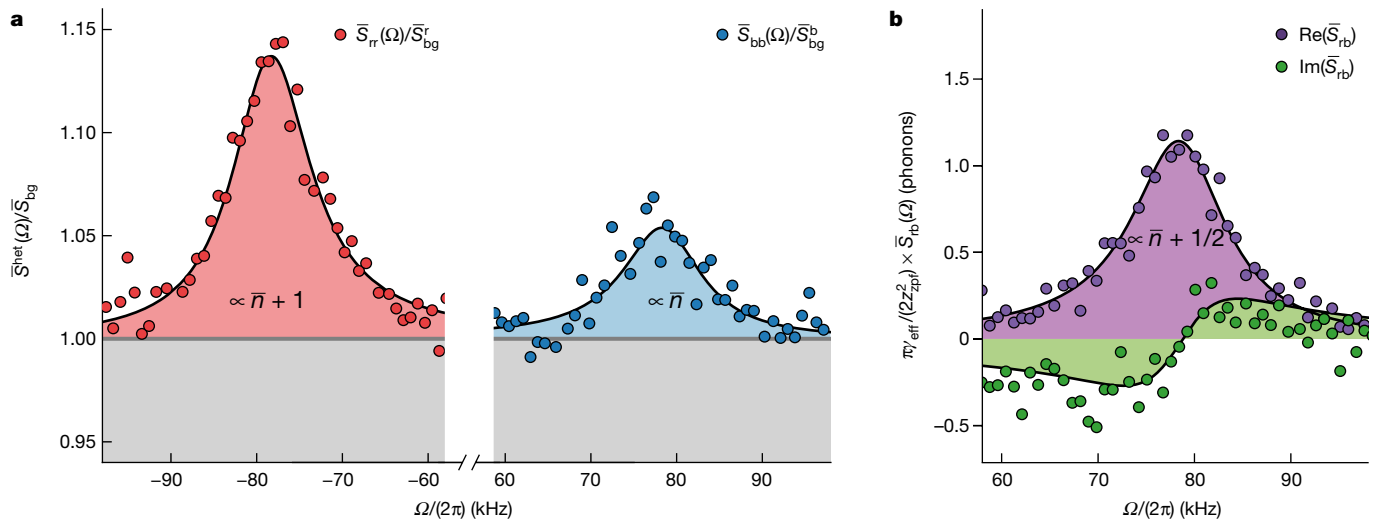 a
S̄ʰᵉᵗ(Ω)/S̄bg
1.15
1.10
1.05
1.00
0.95
S̄rr(Ω)/S̄ʳbg
∝ n̄ + 1
−90
−80
−70
−60
S̄bb(Ω)/S̄ᵇbg
∝ n̄
60
70
80
90
Ω/(2π) (kHz)
b
πγeff/(2z²zpf) × S̄rb(Ω) (phonons)
1.5
1.0
0.5
0
−0.5
Re(S̄rb)
Im(S̄rb)
∝ n̄ + 1/2
60
70
80
90
Ω/(2π) (kHz)